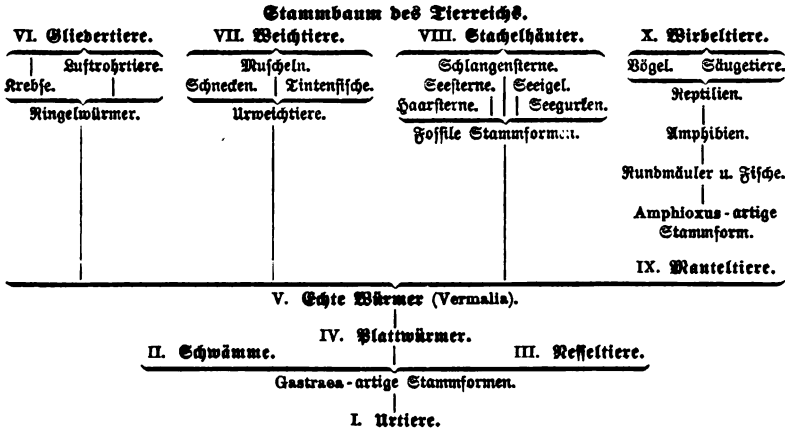 Stammbaum des Tierreichs.
VI. Gliedertiere. VII. Weichtiere. VIII. Stachelhäuter. X. Wirbeltiere.
Luftrohrtiere. Muscheln. Schlangensterne. Vögel. Säugetiere.
Krebse. Schnecken. Tintenfische. Seesterne. Seeigel.
Haarsterne. Seegurken. Reptilien.
Ringelwürmer. Urweichtiere.
Fossile Stammformen. Amphibien.
Rundmäuler u. Fische.
Amphioxus-artige
Stammform.
IX. Manteltiere.
V. Echte Würmer (Vermalia).
IV. Plattwürmer.
II. Schwämme. III. Nesseltiere.
Gastraea-artige Stammformen.
I. Urtiere.